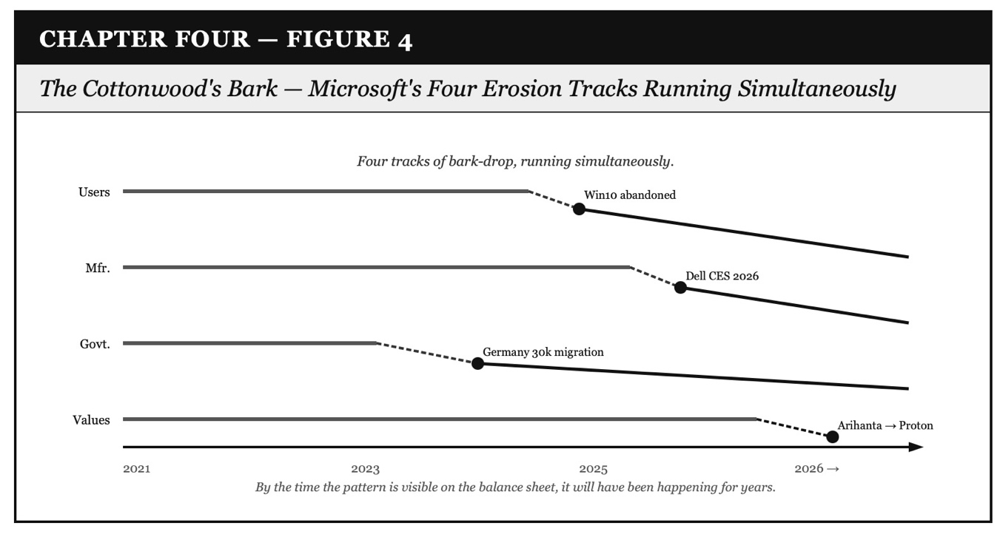 CHAPTER FOUR — FIGURE 4
The Cottonwood's Bark — Microsoft's Four Erosion Tracks Running Simultaneously
Four tracks of bark-drop, running simultaneously.
Users
Win10 abandoned
Mfr.
Dell CES 2026
Govt.
Germany 30k migration
Values
Arihanta → Proton
2021 2023 2025 2026 →
By the time the pattern is visible on the balance sheet, it will have been happening for years.